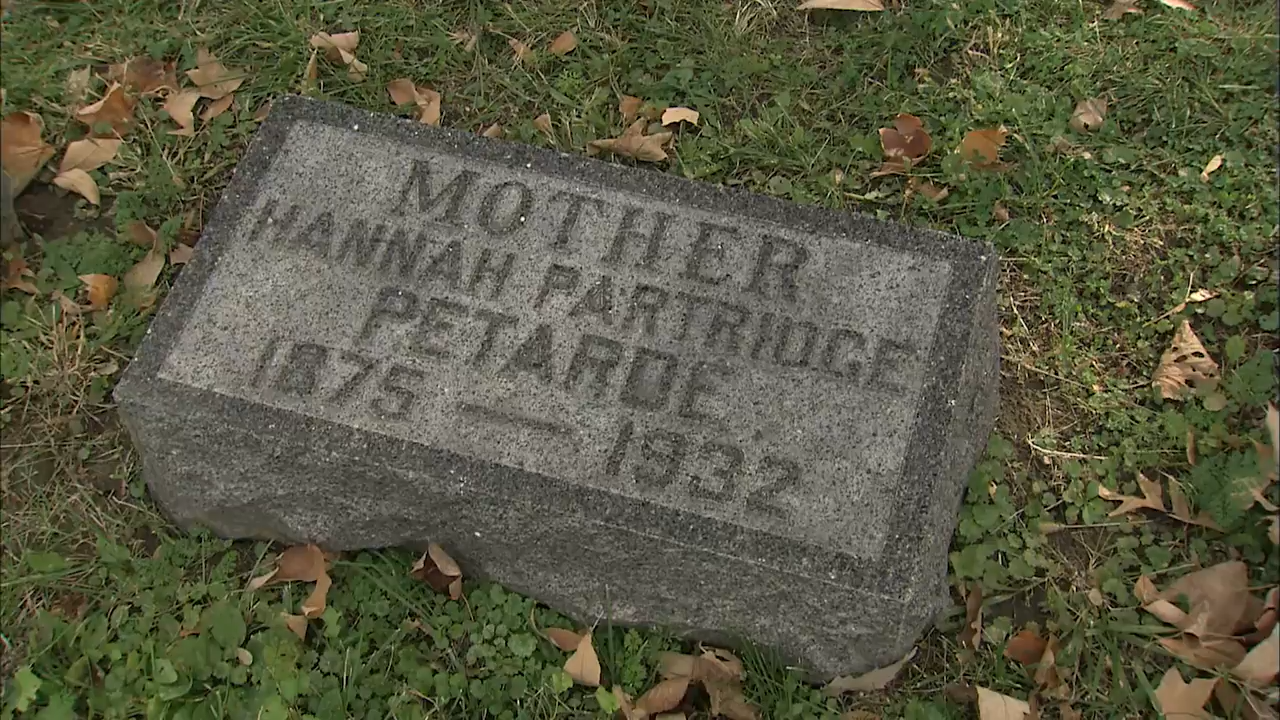 MOTHER
HANNAH PARTRIDGE
PETARDE
1875 — 1932